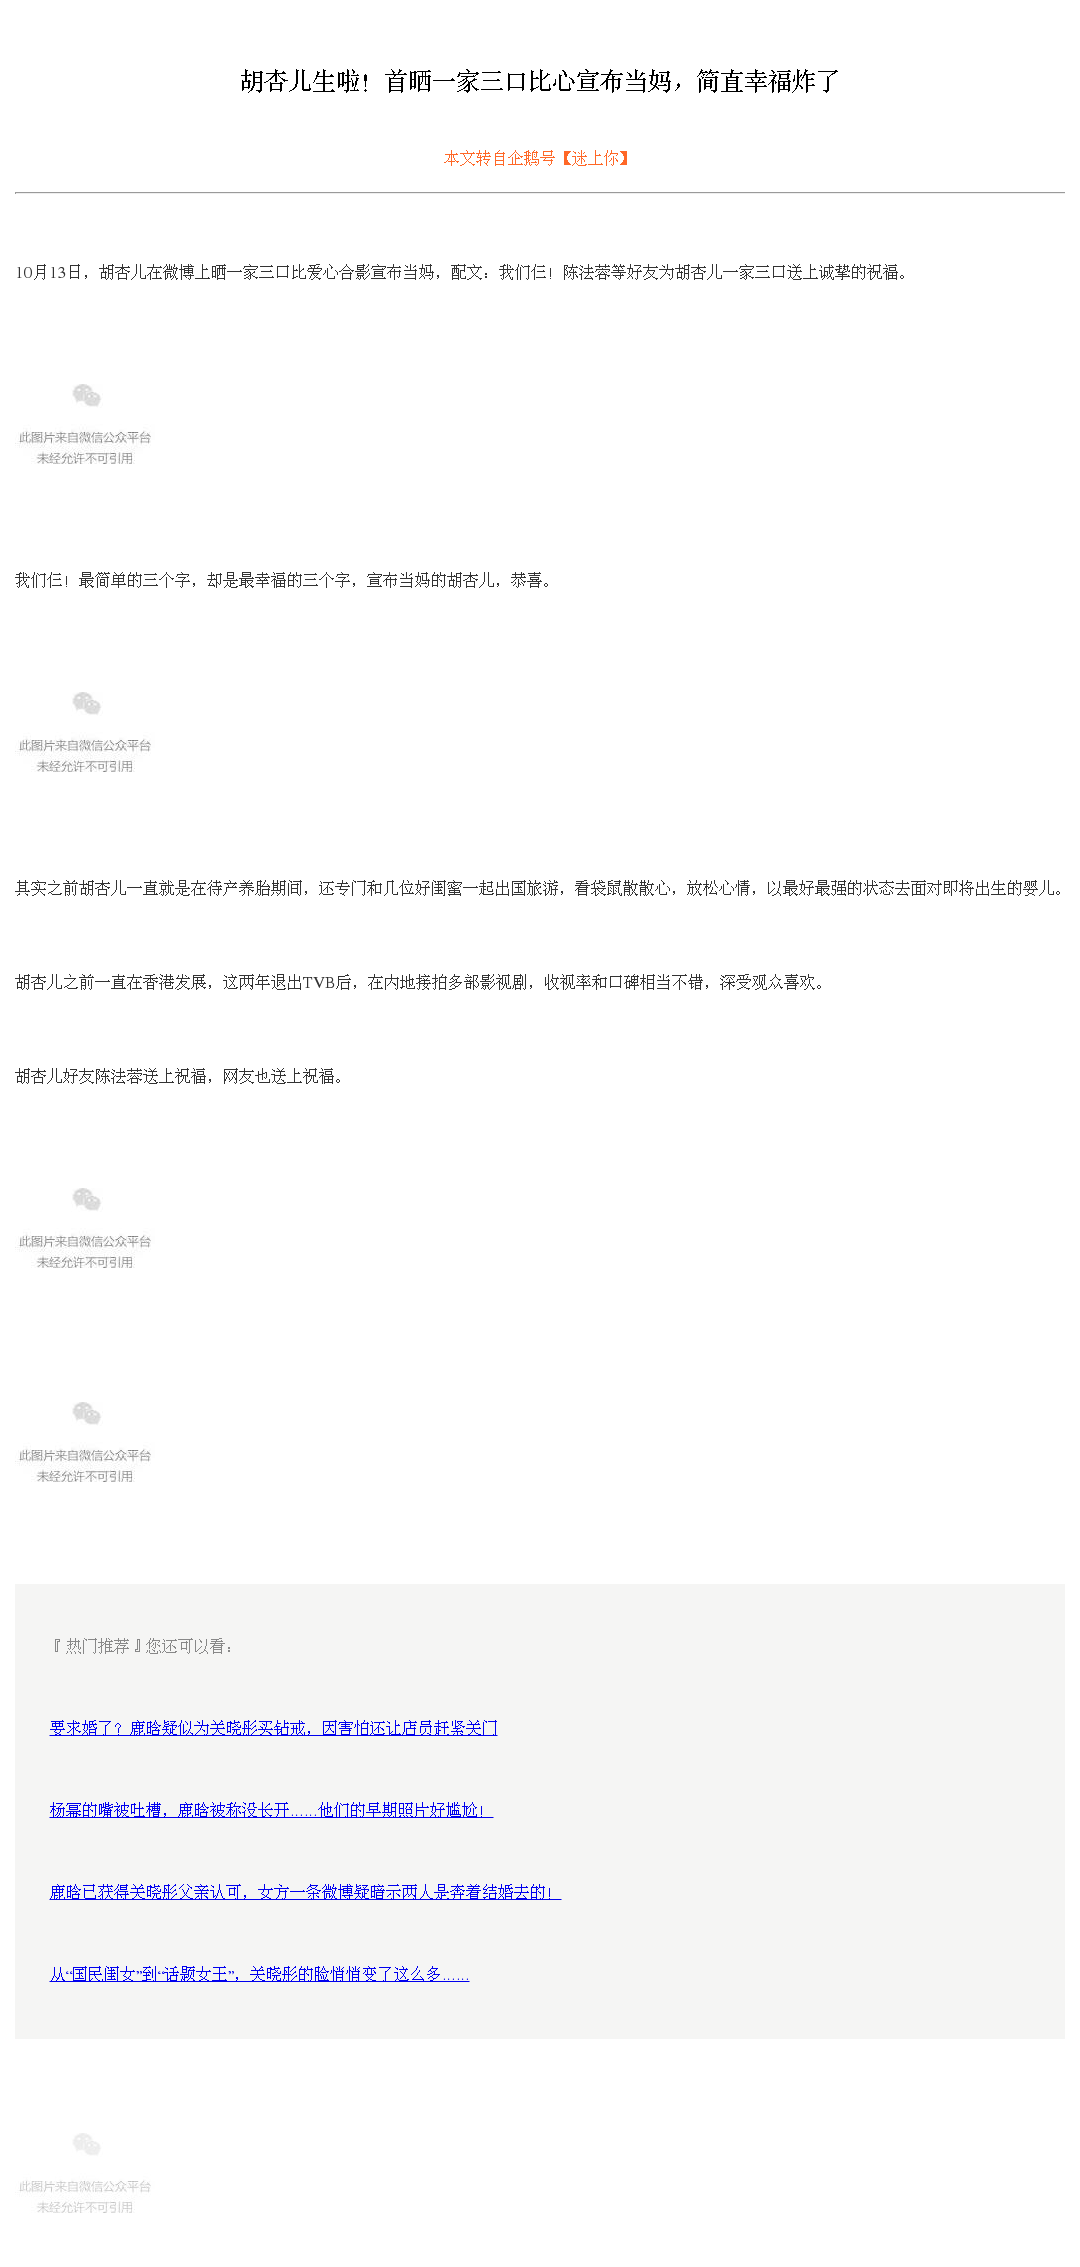 胡杏儿生啦！首晒一家三口比心宣布当妈，简直幸福炸了
本文转自企鹅号【迷上你】
10月13日，胡杏儿在微博上晒一家三口比爱心合影宣布当妈，配文：我们仨！陈法蓉等好友为胡杏儿一家三口送上诚挚的祝福。
此图片来自微信公众平台
未经允许不可引用
我们仨！最简单的三个字，却是最幸福的三个字，宣布当妈的胡杏儿，恭喜。
此图片来自微信公众平台
未经允许不可引用
其实之前胡杏儿一直就是在待产养胎期间，还专门和几位好闺蜜一起出国旅游，看袋鼠散散心，放松心情，以最好最强的状态去面对即将出生的婴儿。
胡杏儿之前一直在香港发展，这两年退出TVB后，在内地接拍多部影视剧，收视率和口碑相当不错，深受观众喜欢。
胡杏儿好友陈法蓉送上祝福，网友也送上祝福。
此图片来自微信公众平台
未经允许不可引用
此图片来自微信公众平台
未经允许不可引用
『 热门推荐 』您还可以看：
要求婚了？鹿晗疑似为关晓彤买钻戒，因害怕还让店员赶紧关门
杨幂的嘴被吐槽，鹿晗被称没长开……他们的早期照片好尴尬！
鹿晗已获得关晓彤父亲认可，女方一条微博疑暗示两人是奔着结婚去的！
从“国民闺女”到“话题女王”，关晓彤的脸悄悄变了这么多……
此图片来自微信公众平台
未经允许不可引用